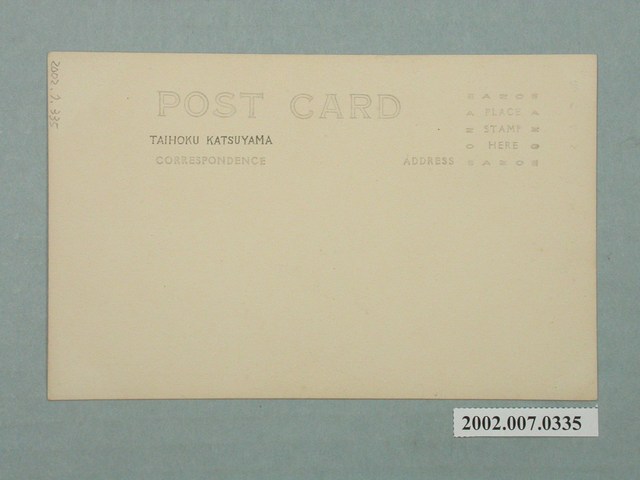 POST CARD
TAIHOKU KATSUYAMA
CORRESPONDENCE
ADDRESS
PLACE
STAMP
HERE
2002.007.0335
2002.7.335